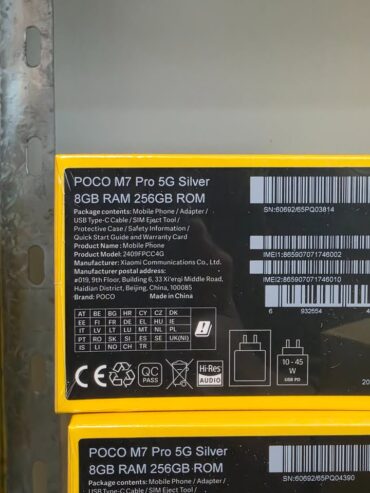 POCO M7 Pro 5G Silver
8GB RAM 256GB ROM
Package contents: Mobile Phone / Adapter /
USB Type-C Cable / SIM Eject Tool /
Protective Case / Safety Information /
Quick Start Guide and Warranty Card
Product Name: Mobile Phone
Product Model: 2409FPCC4G
Manufacturer: Xiaomi Communications Co., Ltd.
Manufacturer postal address:
#019, 9th Floor, Building 6, 33 Xi'erqi Middle Road,
Haidian District, Beijing, China, 100085
Brand: POCO Made in China
SN:60692/65PQ03814
IMEI1:865907071746002
IMEI2:865907071746010
6 932554 4
AT BE BG HR CY CZ DK
EE FI FR DE EL HU IE
IT LV LT LU MT NL PL
PT RO SK SI ES SE UK(NI)
IS LI NO CH TR
CE
QC
PASS
Hi-Res
AUDIO
10 - 45
W
USB PD
20
POCO M7 Pro 5G Silver
8GB RAM 256GB ROM
Package contents: Mobile Phone / Adapter /
USB Type-C Cable / SIM Eject Tool /
SN:60692/65PQ04390